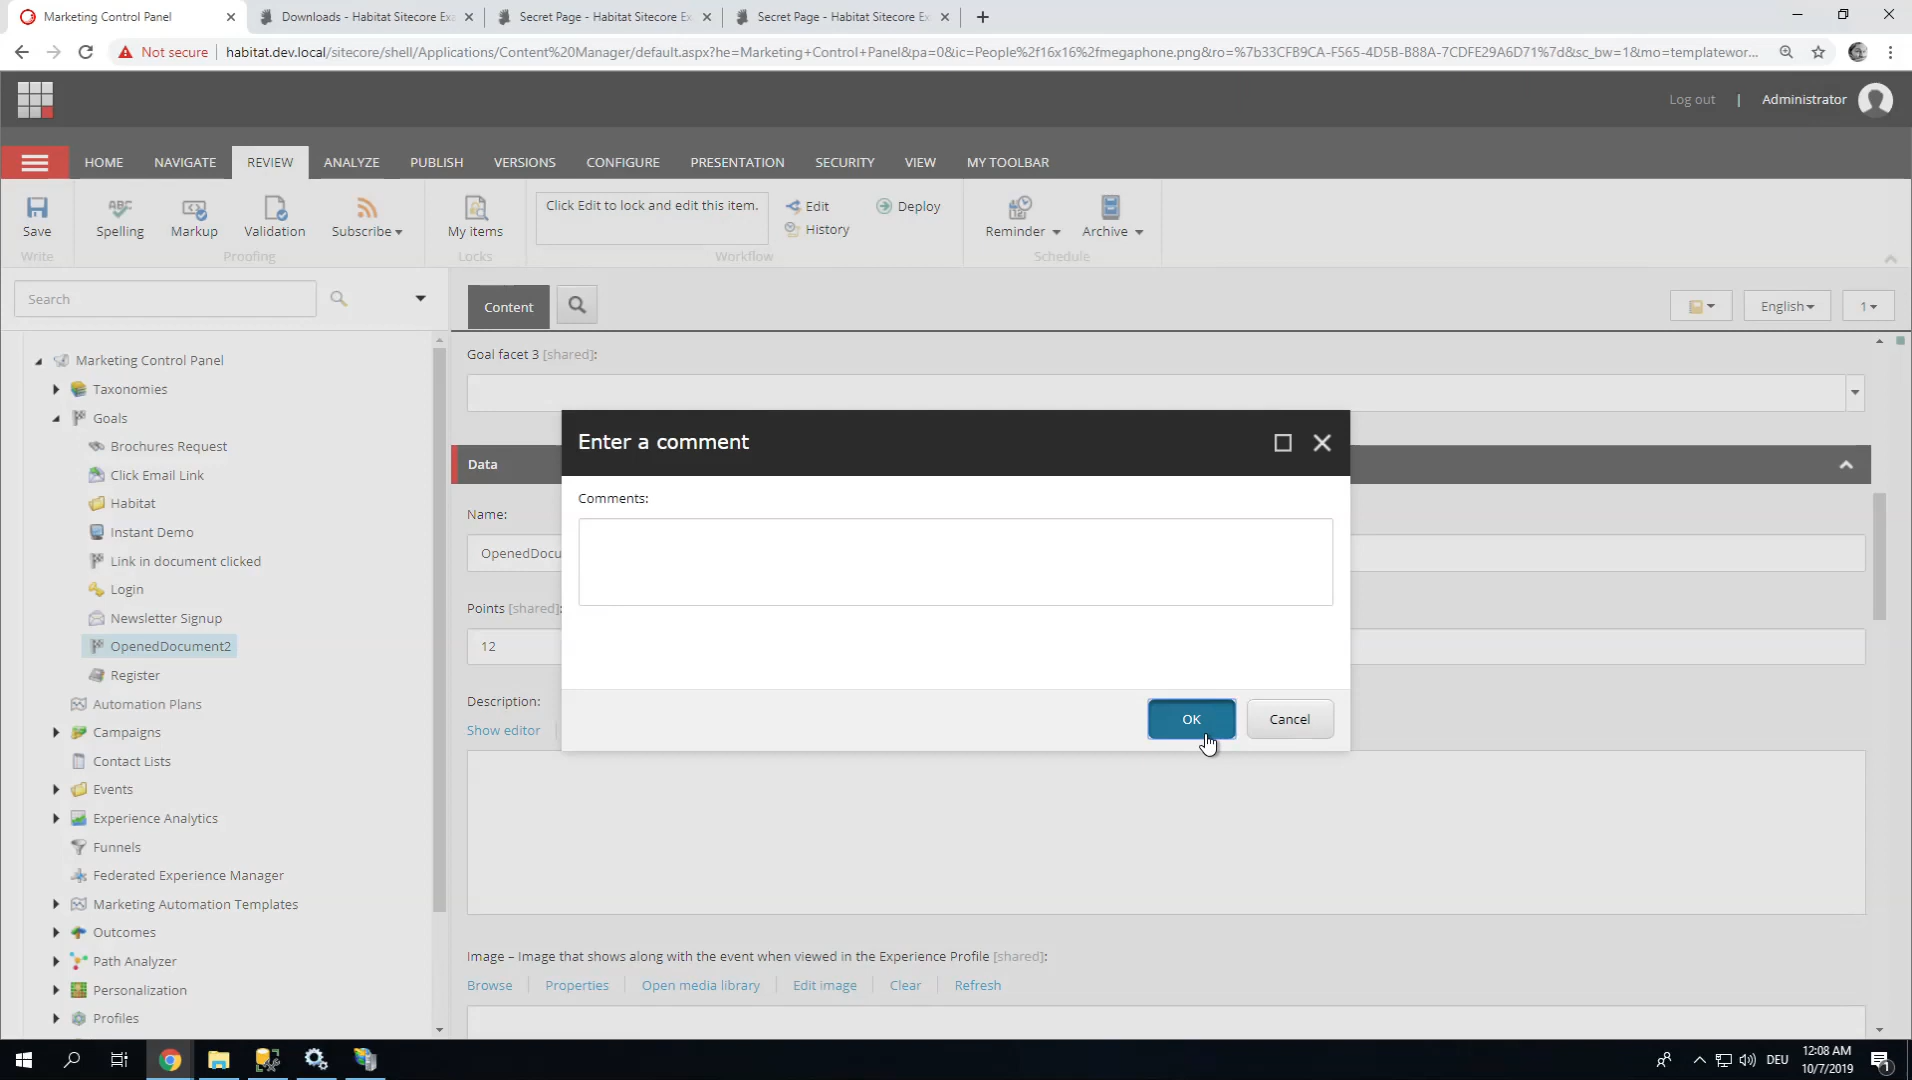 Marketing Control Panel
Downloads - Habitat Sitecore Exa
Secret Page - Habitat Sitecore Ex
Secret Page - Habitat Sitecore Ex
Not secure
habitat.dev.local/sitecore/shell/Applications/Content%20Manager/default.aspx?he=Marketing+Control+Panel&pa=0&ic=People%2f16x16%2fmegaphone.png&ro=%7b33CFB9CA-F565-4D5B-B88A-7CDFE29A6D71%7d&sc_bw=1&mo=templatewor...
Log out | Administrator
HOME NAVIGATE REVIEW ANALYZE PUBLISH VERSIONS CONFIGURE PRESENTATION SECURITY VIEW MY TOOLBAR
Save
Write
Spelling
Markup
Validation
Subscribe
Proofing
My items
Locks
Click Edit to lock and edit this item.
Edit
History
Deploy
Workflow
Reminder
Archive
Schedule
Search
Content
English
1
Marketing Control Panel
Taxonomies
Goals
Brochures Request
Click Email Link
Habitat
Instant Demo
Link in document clicked
Login
Newsletter Signup
OpenedDocument2
Register
Automation Plans
Campaigns
Contact Lists
Events
Experience Analytics
Funnels
Federated Experience Manager
Marketing Automation Templates
Outcomes
Path Analyzer
Personalization
Profiles
Goal facet 3 [shared]:
Data
Name:
OpenedDocu
Points [shared]:
12
Description:
Show editor
Image – Image that shows along with the event when viewed in the Experience Profile [shared]:
Browse Properties Open media library Edit image Clear Refresh
Enter a comment
Comments:
OK
Cancel
DEU
12:08 AM
10/7/2019
1